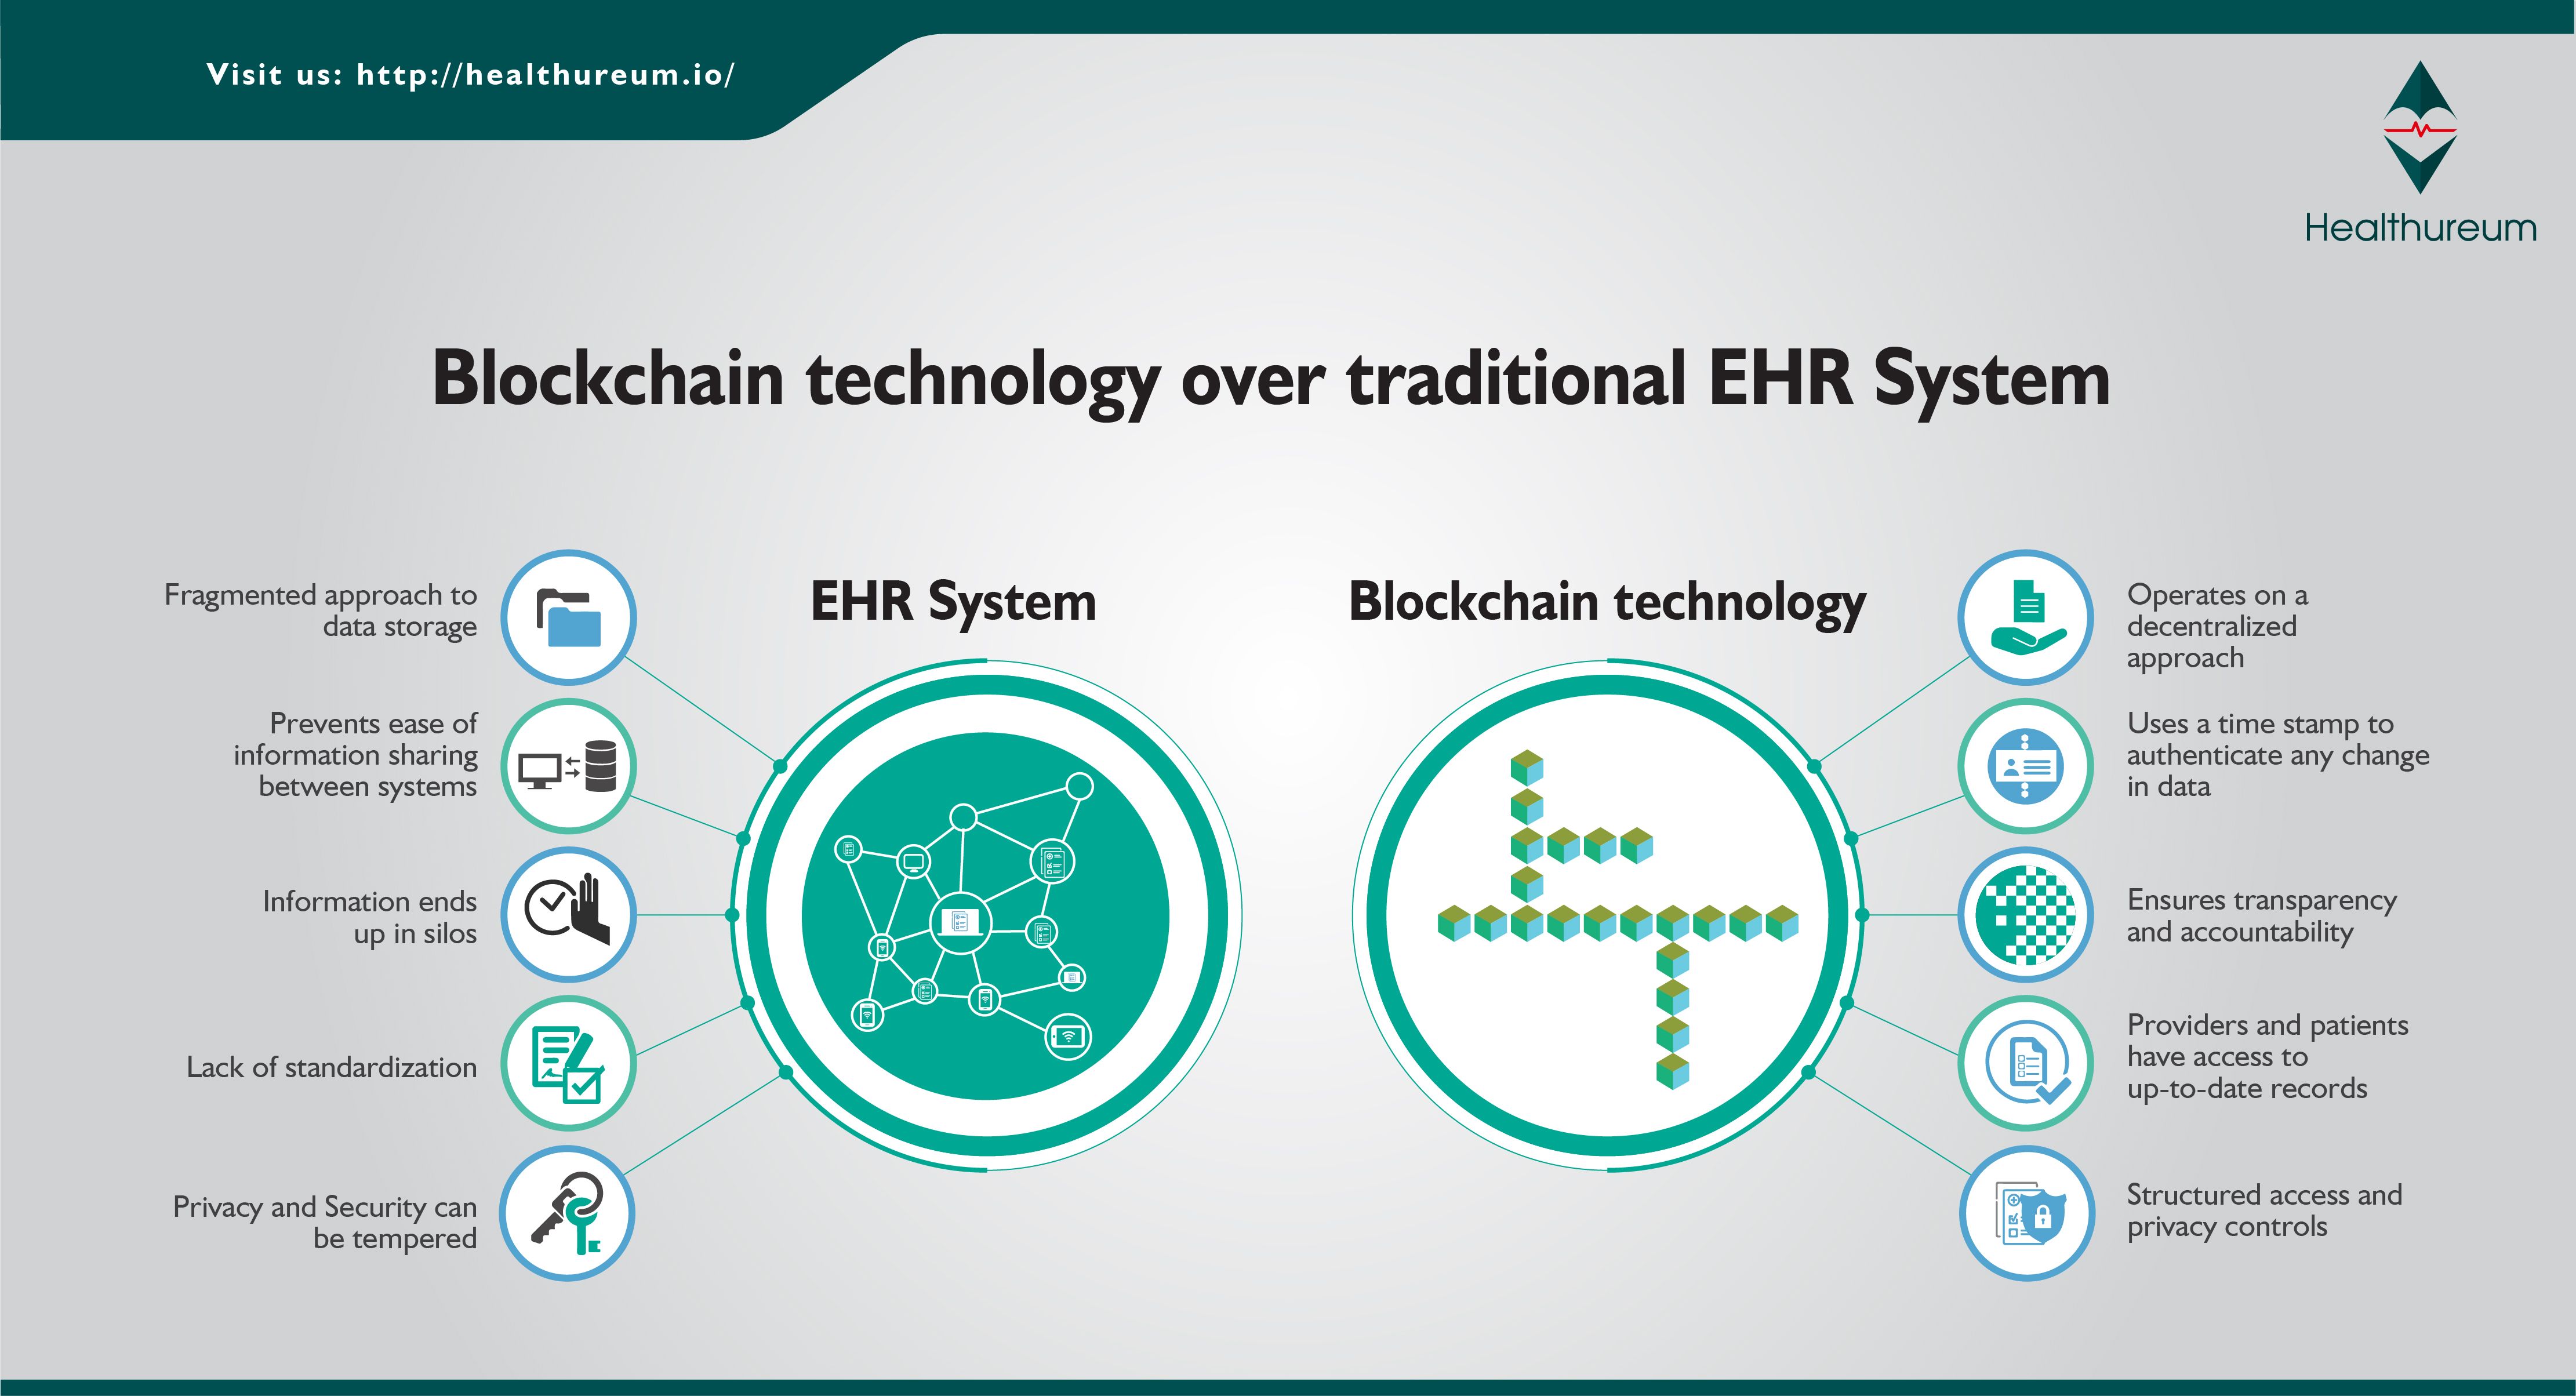 Visit us: http://healthureum.io/
Healthureum
Blockchain technology over traditional EHR System
EHR System
Fragmented approach to
data storage
Prevents ease of
information sharing
between systems
Information ends
up in silos
Lack of standardization
Privacy and Security can
be tempered
Blockchain technology
Operates on a
decentralized
approach
Uses a time stamp to
authenticate any change
in data
Ensures transparency
and accountability
Providers and patients
have access to
up-to-date records
Structured access and
privacy controls